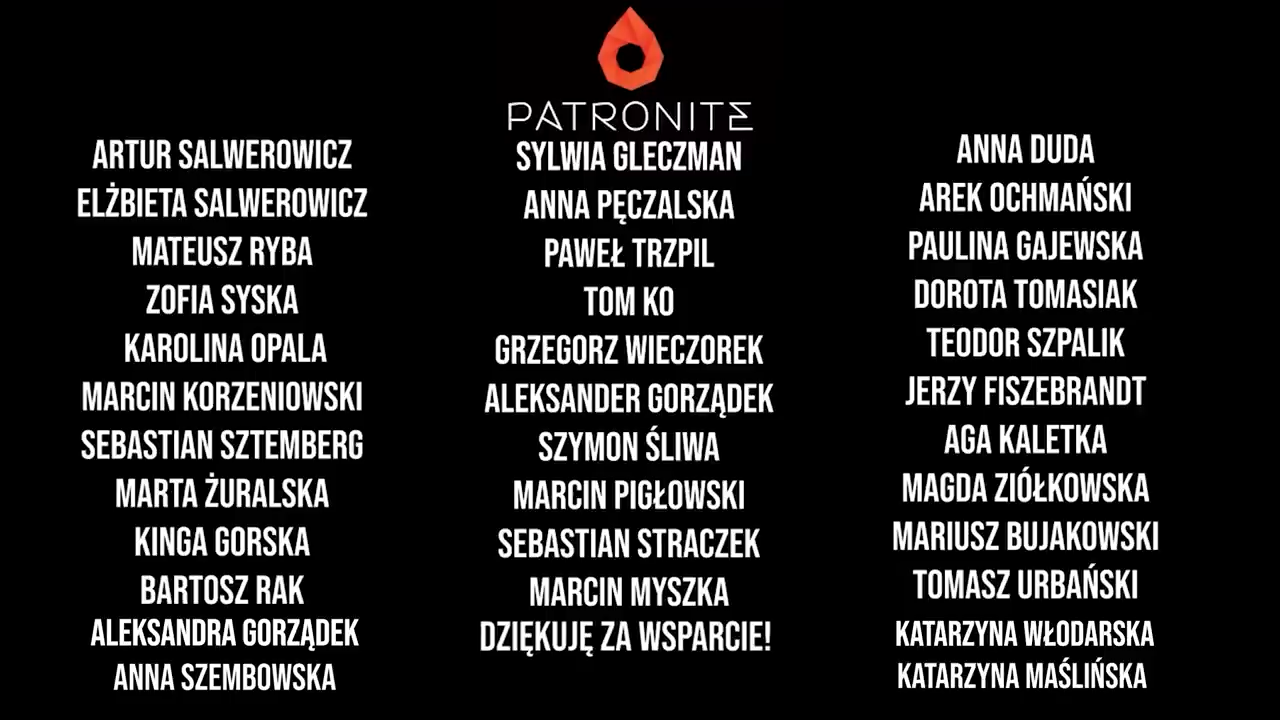 PATRONITE
ARTUR SALWEROWICZ
ELŻBIETA SALWEROWICZ
MATEUSZ RYBA
ZOFIA SYSKA
KAROLINA OPALA
MARCIN KORZENIOWSKI
SEBASTIAN SZTEMBERG
MARTA ŻURALSKA
KINGA GORSKA
BARTOSZ RAK
ALEKSANDRA GORZĄDEK
ANNA SZEMBOWSKA
SYLWIA GLECZMAN
ANNA PĘCZALSKA
PAWEŁ TRZPIL
TOM KO
GRZEGORZ WIECZOREK
ALEKSANDER GORZĄDEK
SZYMON ŚLIWA
MARCIN PIGŁOWSKI
SEBASTIAN STRACZEK
MARCIN MYSZKA
DZIĘKUJĘ ZA WSPARCIE!
ANNA DUDA
AREK OCHMAŃSKI
PAULINA GAJEWSKA
DOROTA TOMASIAK
TEODOR SZPALIK
JERZY FISZEBRANDT
AGA KALETKA
MAGDA ZIÓŁKOWSKA
MARIUSZ BUJAKOWSKI
TOMASZ URBAŃSKI
KATARZYNA WŁODARSKA
KATARZYNA MAŚLIŃSKA